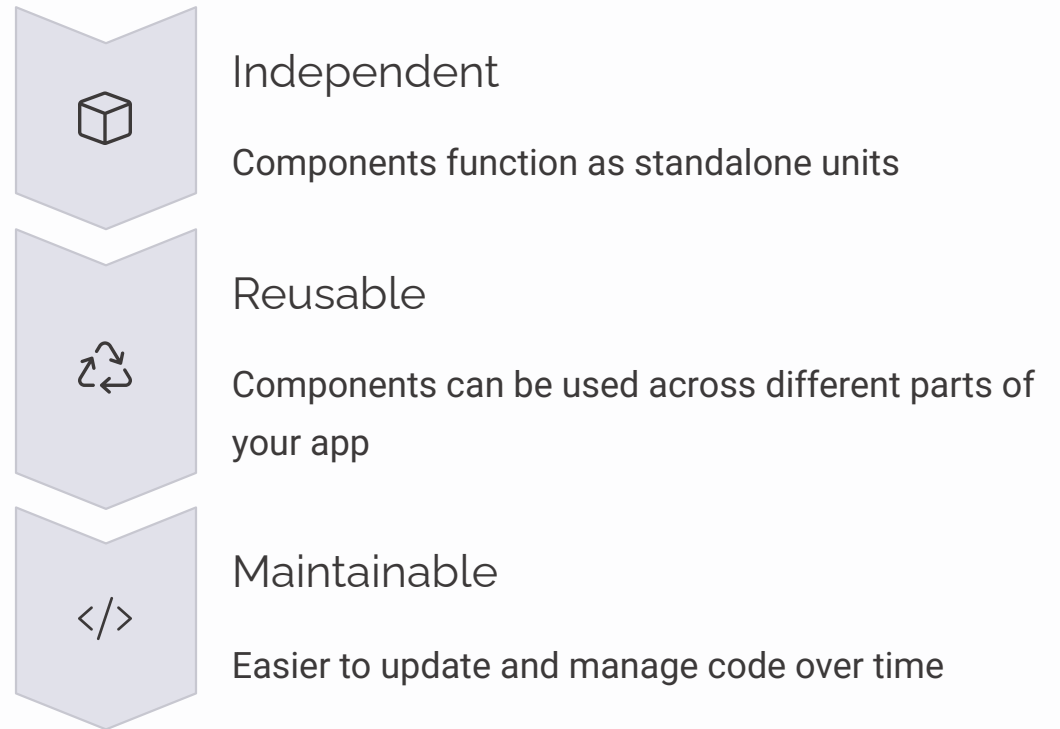 Independent
Components function as standalone units
Reusable
Components can be used across different parts of
your app
Maintainable
Easier to update and manage code over time